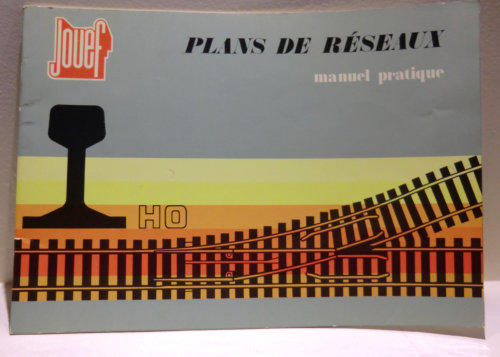 Jouef
PLANS DE RÉSEAUX
manuel pratique
HO